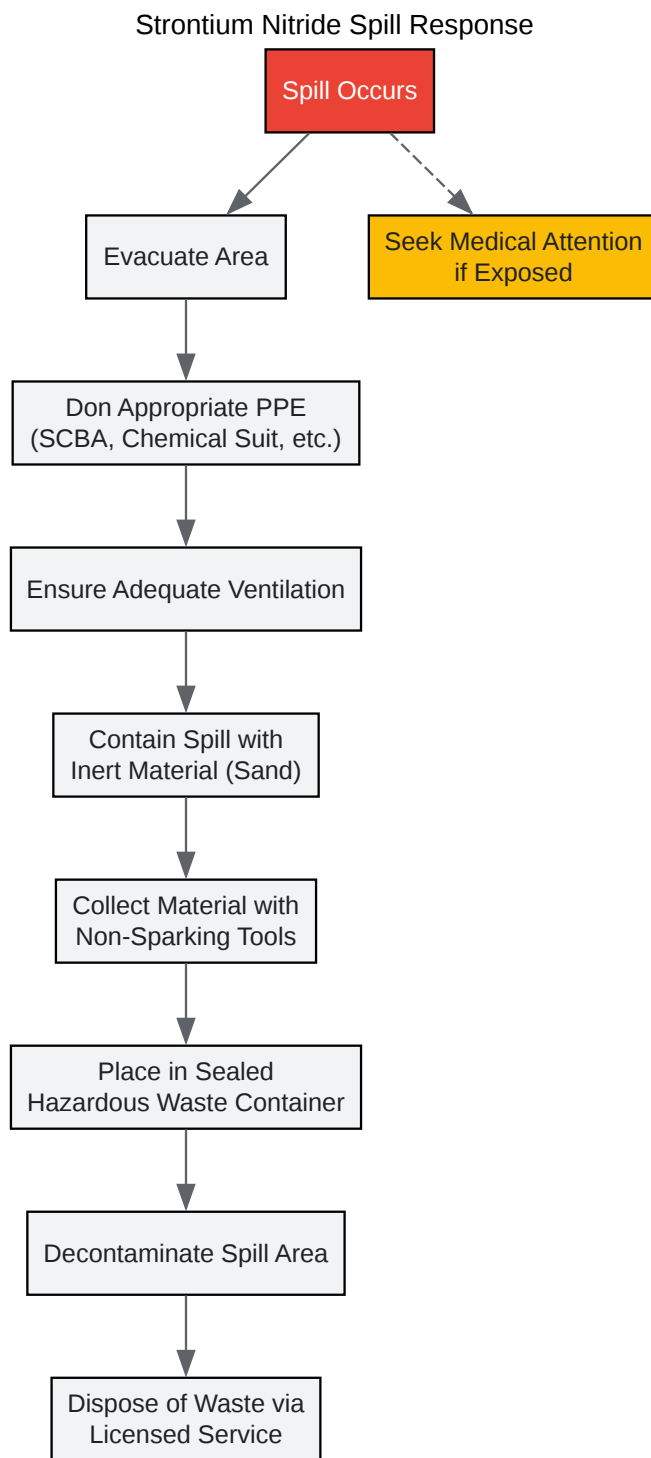 Strontium Nitride Spill Response
Spill Occurs
Evacuate Area
Seek Medical Attention
if Exposed
Don Appropriate PPE
(SCBA, Chemical Suit, etc.)
Ensure Adequate Ventilation
Contain Spill with
Inert Material (Sand)
Collect Material with
Non-Sparking Tools
Place in Sealed
Hazardous Waste Container
Decontaminate Spill Area
Dispose of Waste via
Licensed Service